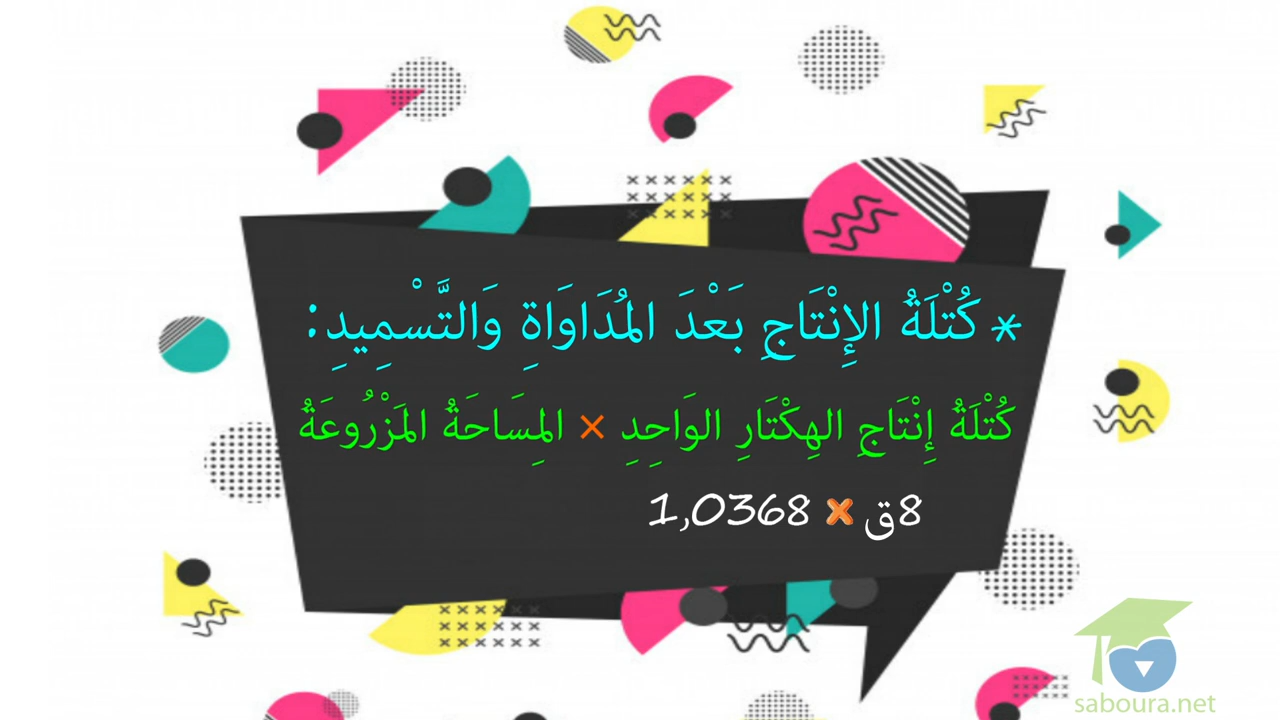 * كُتْلَةُ الإِنْتَاجِ بَعْدَ المُدَاوَاةِ وَالتَّسْمِيدِ:
كُتْلَةُ إِنْتَاجِ الهِكْتَارِ الوَاحِدِ × المِسَاحَةُ المَزْرُوعَةُ
8ق × 1,0368
saboura.net